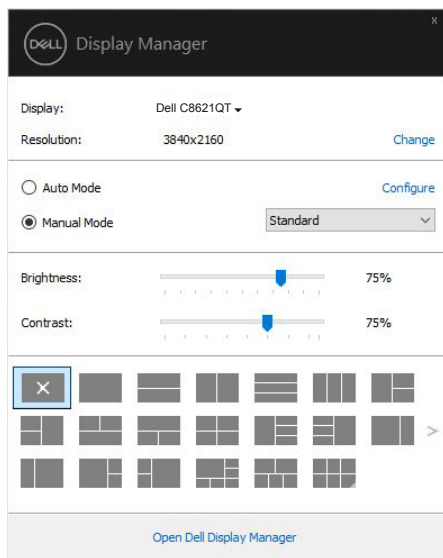 x
DELL Display Manager
Display: Dell C8621QT
Resolution: 3840x2160 Change
Auto Mode Configure
Manual Mode Standard
Brightness: 75%
Contrast: 75%
Open Dell Display Manager